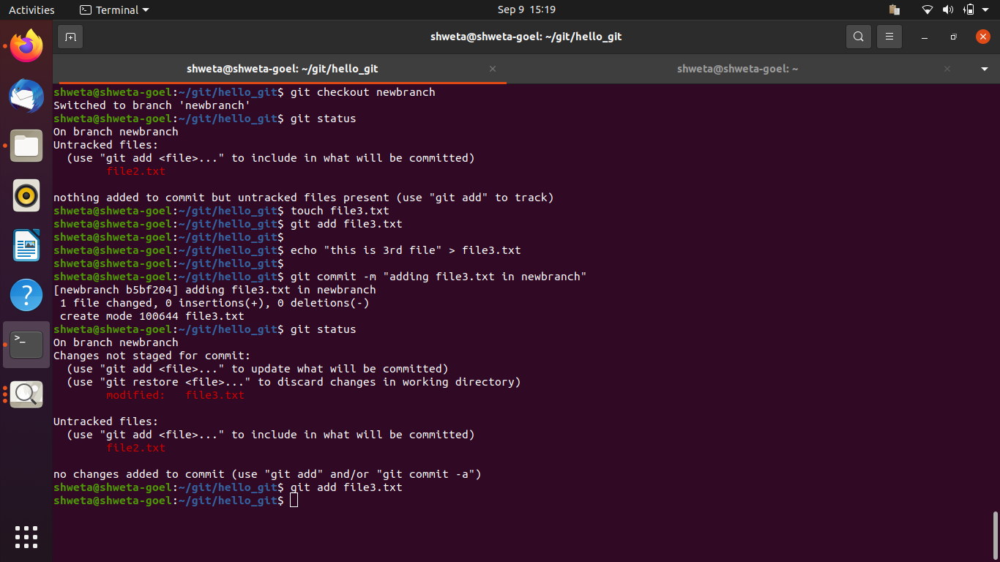 Activities
Terminal
Sep 9 15:19
shweta@shweta-goel: ~/git/hello_git
shweta@shweta-goel: ~/git/hello_git
shweta@shweta-goel: ~
shweta@shweta-goel:~/git/hello_git$ git checkout newbranch
Switched to branch 'newbranch'
shweta@shweta-goel:~/git/hello_git$ git status
On branch newbranch
Untracked files:
  (use "git add <file>..." to include in what will be committed)
        file2.txt
nothing added to commit but untracked files present (use "git add" to track)
shweta@shweta-goel:~/git/hello_git$ touch file3.txt
shweta@shweta-goel:~/git/hello_git$ git add file3.txt
shweta@shweta-goel:~/git/hello_git$
shweta@shweta-goel:~/git/hello_git$ echo "this is 3rd file" > file3.txt
shweta@shweta-goel:~/git/hello_git$
shweta@shweta-goel:~/git/hello_git$ git commit -m "adding file3.txt in newbranch"
[newbranch b5bf204] adding file3.txt in newbranch
 1 file changed, 0 insertions(+), 0 deletions(-)
 create mode 100644 file3.txt
shweta@shweta-goel:~/git/hello_git$ git status
On branch newbranch
Changes not staged for commit:
  (use "git add <file>..." to update what will be committed)
  (use "git restore <file>..." to discard changes in working directory)
        modified:   file3.txt
Untracked files:
  (use "git add <file>..." to include in what will be committed)
        file2.txt
no changes added to commit (use "git add" and/or "git commit -a")
shweta@shweta-goel:~/git/hello_git$ git add file3.txt
shweta@shweta-goel:~/git/hello_git$